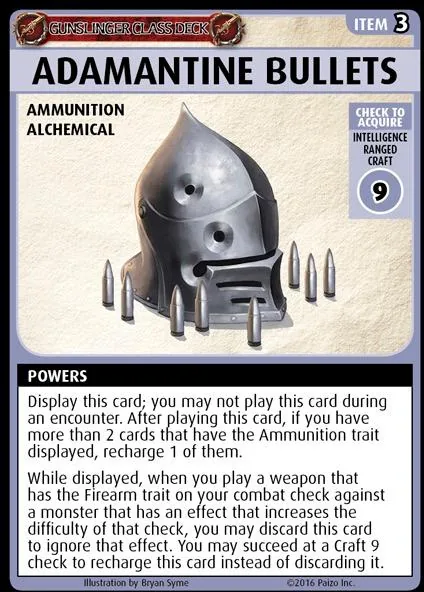 GUNSLINGER CLASS DECK
ITEM 3
ADAMANTINE BULLETS
AMMUNITION
ALCHEMICAL
CHECK TO
ACQUIRE
INTELLIGENCE
RANGED
CRAFT
9
POWERS
Display this card; you may not play this card during
an encounter. After playing this card, if you have
more than 2 cards that have the Ammunition trait
displayed, recharge 1 of them.
While displayed, when you play a weapon that
has the Firearm trait on your combat check against
a monster that has an effect that increases the
difficulty of that check, you may discard this card
to ignore that effect. You may succeed at a Craft 9
check to recharge this card instead of discarding it.
Illustration by Bryan Syme
©2016 Paizo Inc.